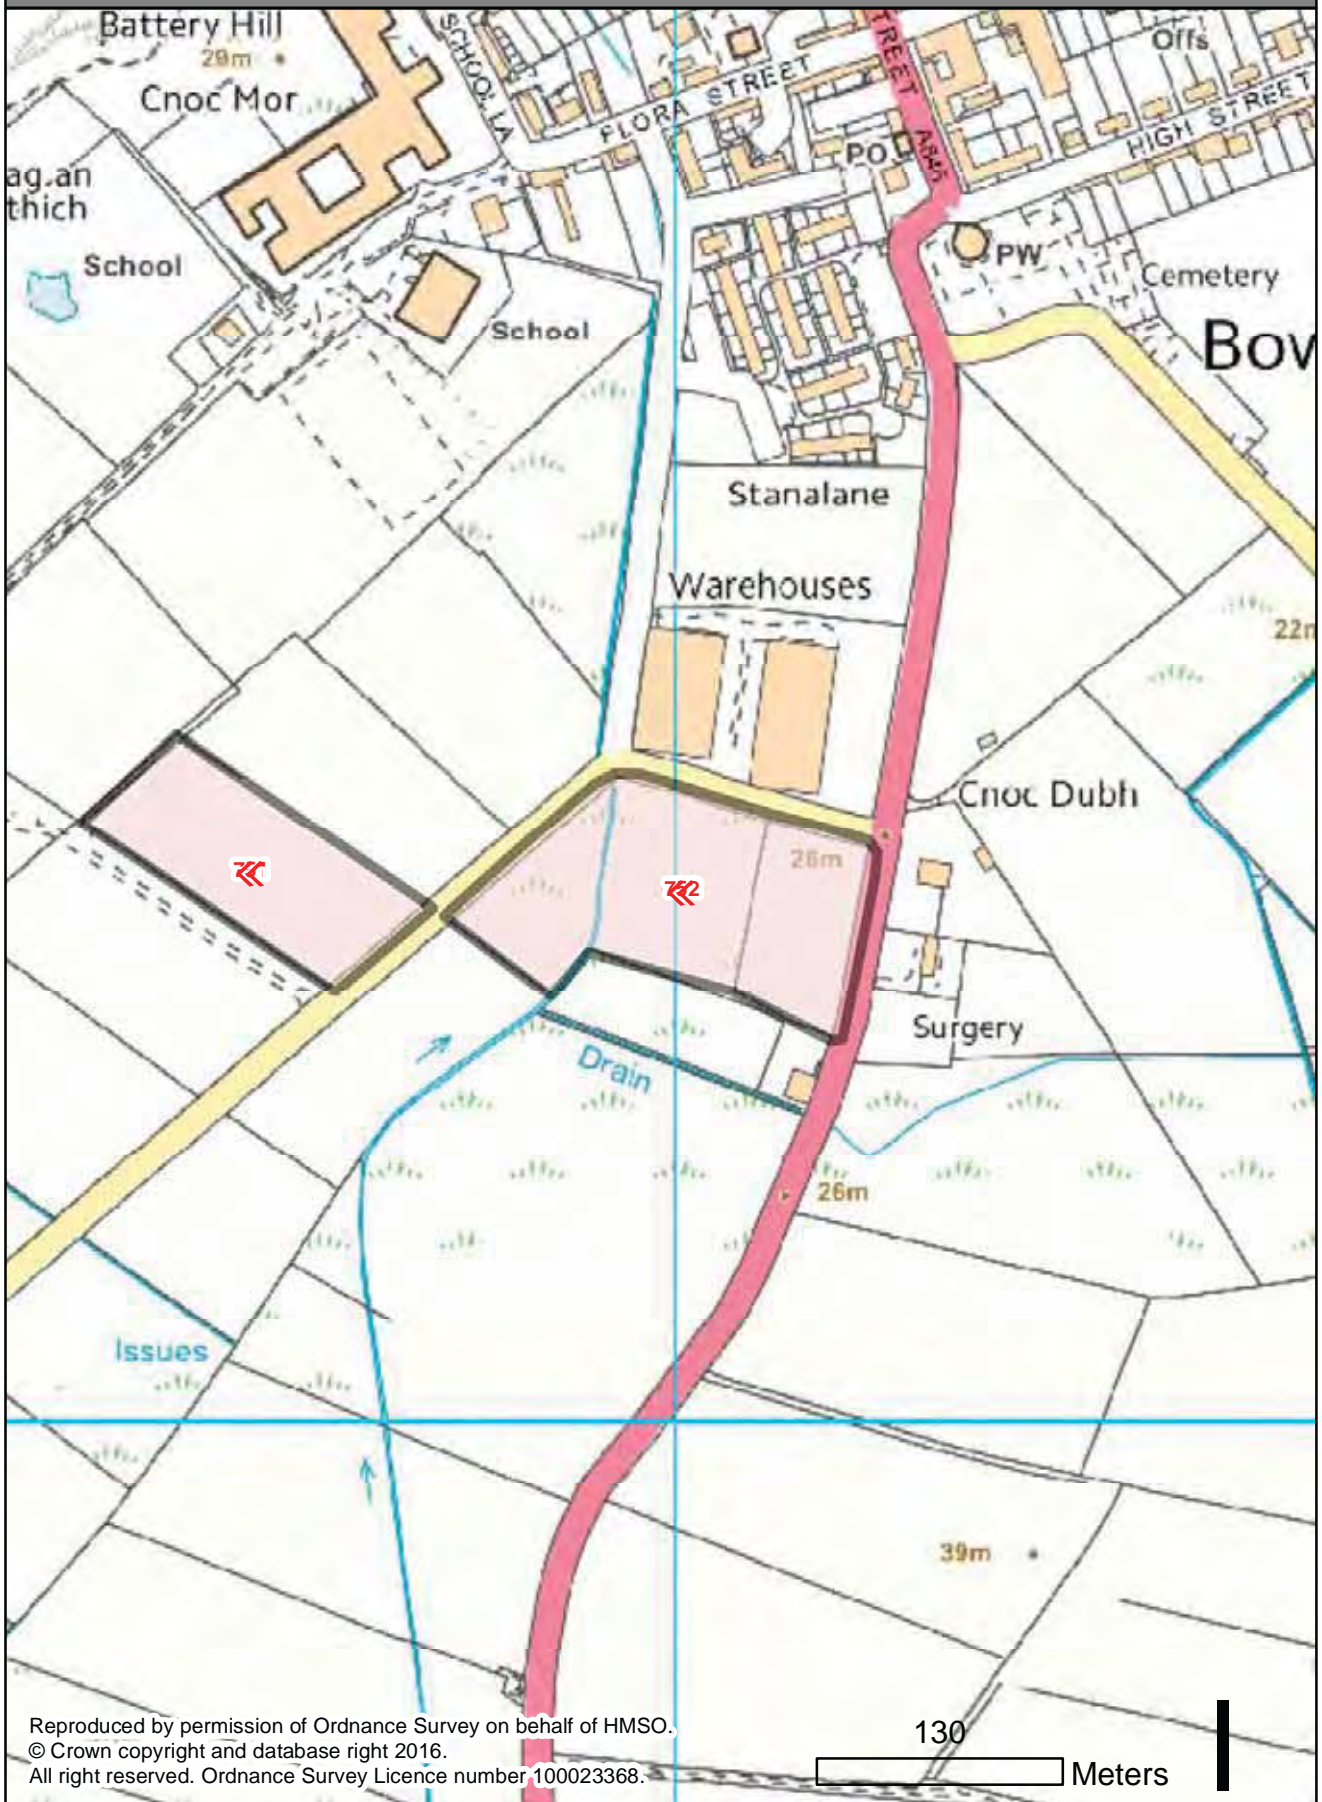 Battery Hill
29m
Cnoc Mor
SCHOOL LA
FLORA STREET
TREET
A846
Offs
HIGH STREET
PO
ag.an
thich
School
PW
Cemetery
School
Bow
Stanalane
Warehouses
22m
Cnoc Dubh
26m
Surgery
Drain
26m
Issues
39m
Reproduced by permission of Ordnance Survey on behalf of HMSO.
© Crown copyright and database right 2016.
All right reserved. Ordnance Survey Licence number 100023368.
130
Meters